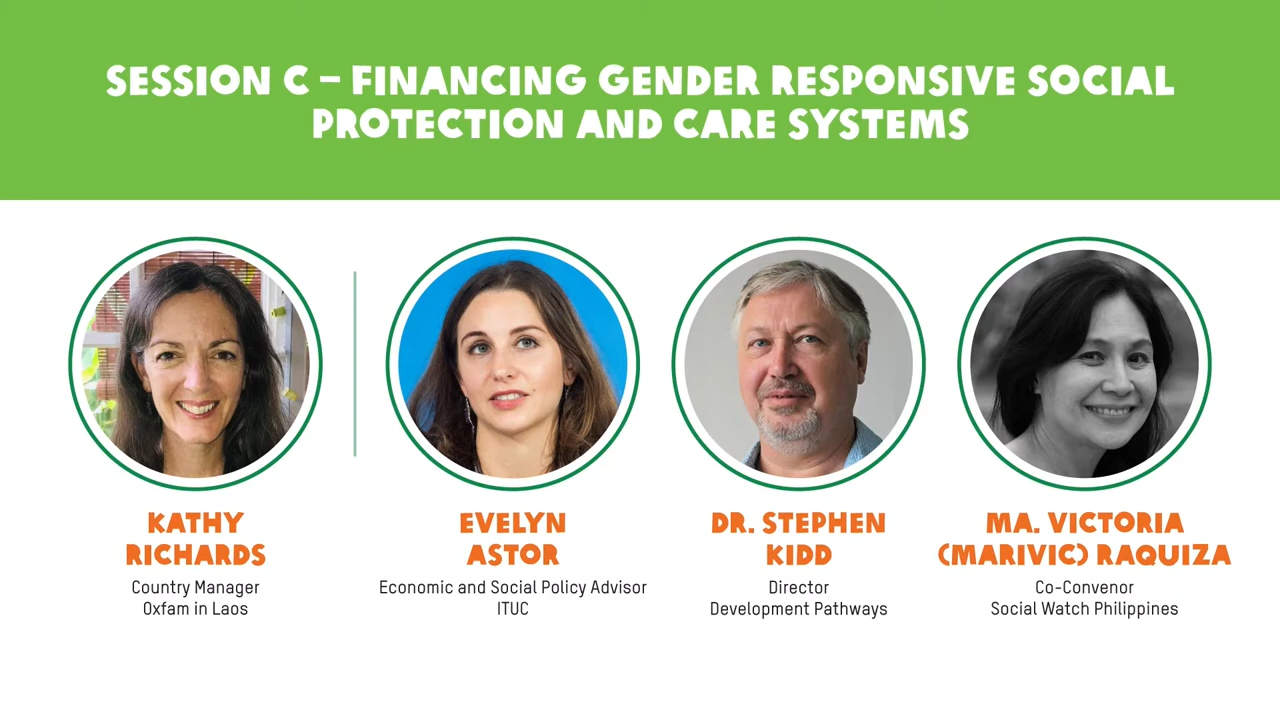 SESSION C – FINANCING GENDER RESPONSIVE SOCIAL
PROTECTION AND CARE SYSTEMS
KATHY
RICHARDS
Country Manager
Oxfam in Laos
EVELYN
ASTOR
Economic and Social Policy Advisor
ITUC
DR. STEPHEN
KIDD
Director
Development Pathways
MA. VICTORIA
(MARIVIC) RAQUIZA
Co-Convenor
Social Watch Philippines